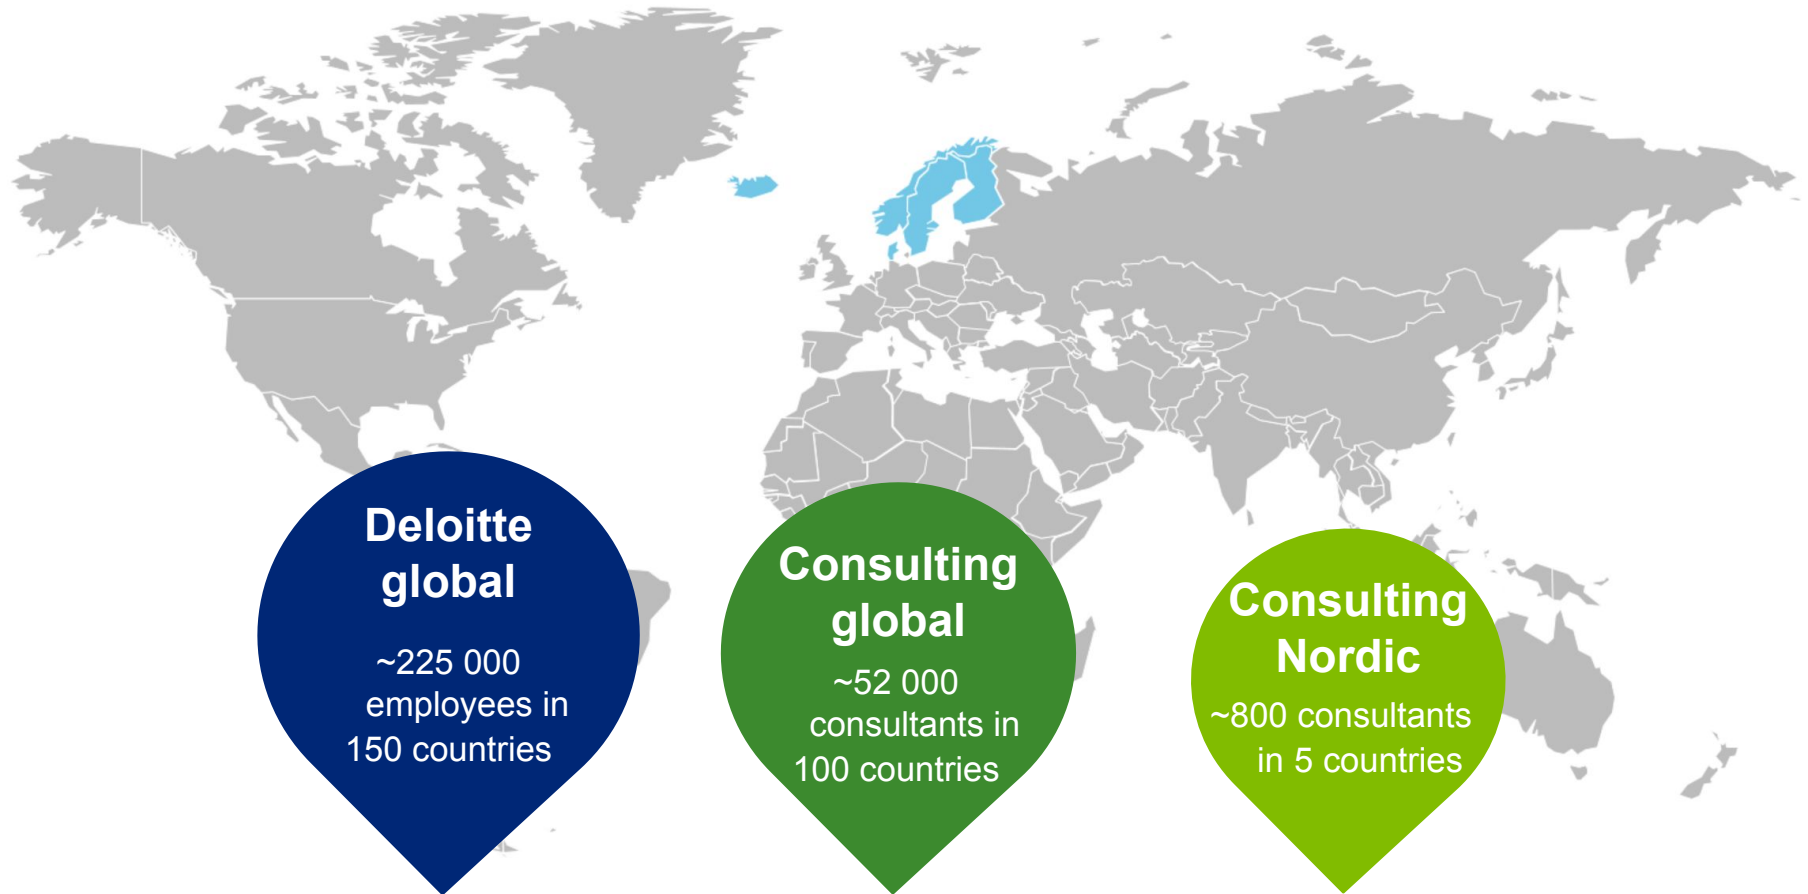 Deloitte
global
~225 000
employees in
150 countries
Consulting
global
~52 000
consultants in
100 countries
Consulting
Nordic
~800 consultants
in 5 countries